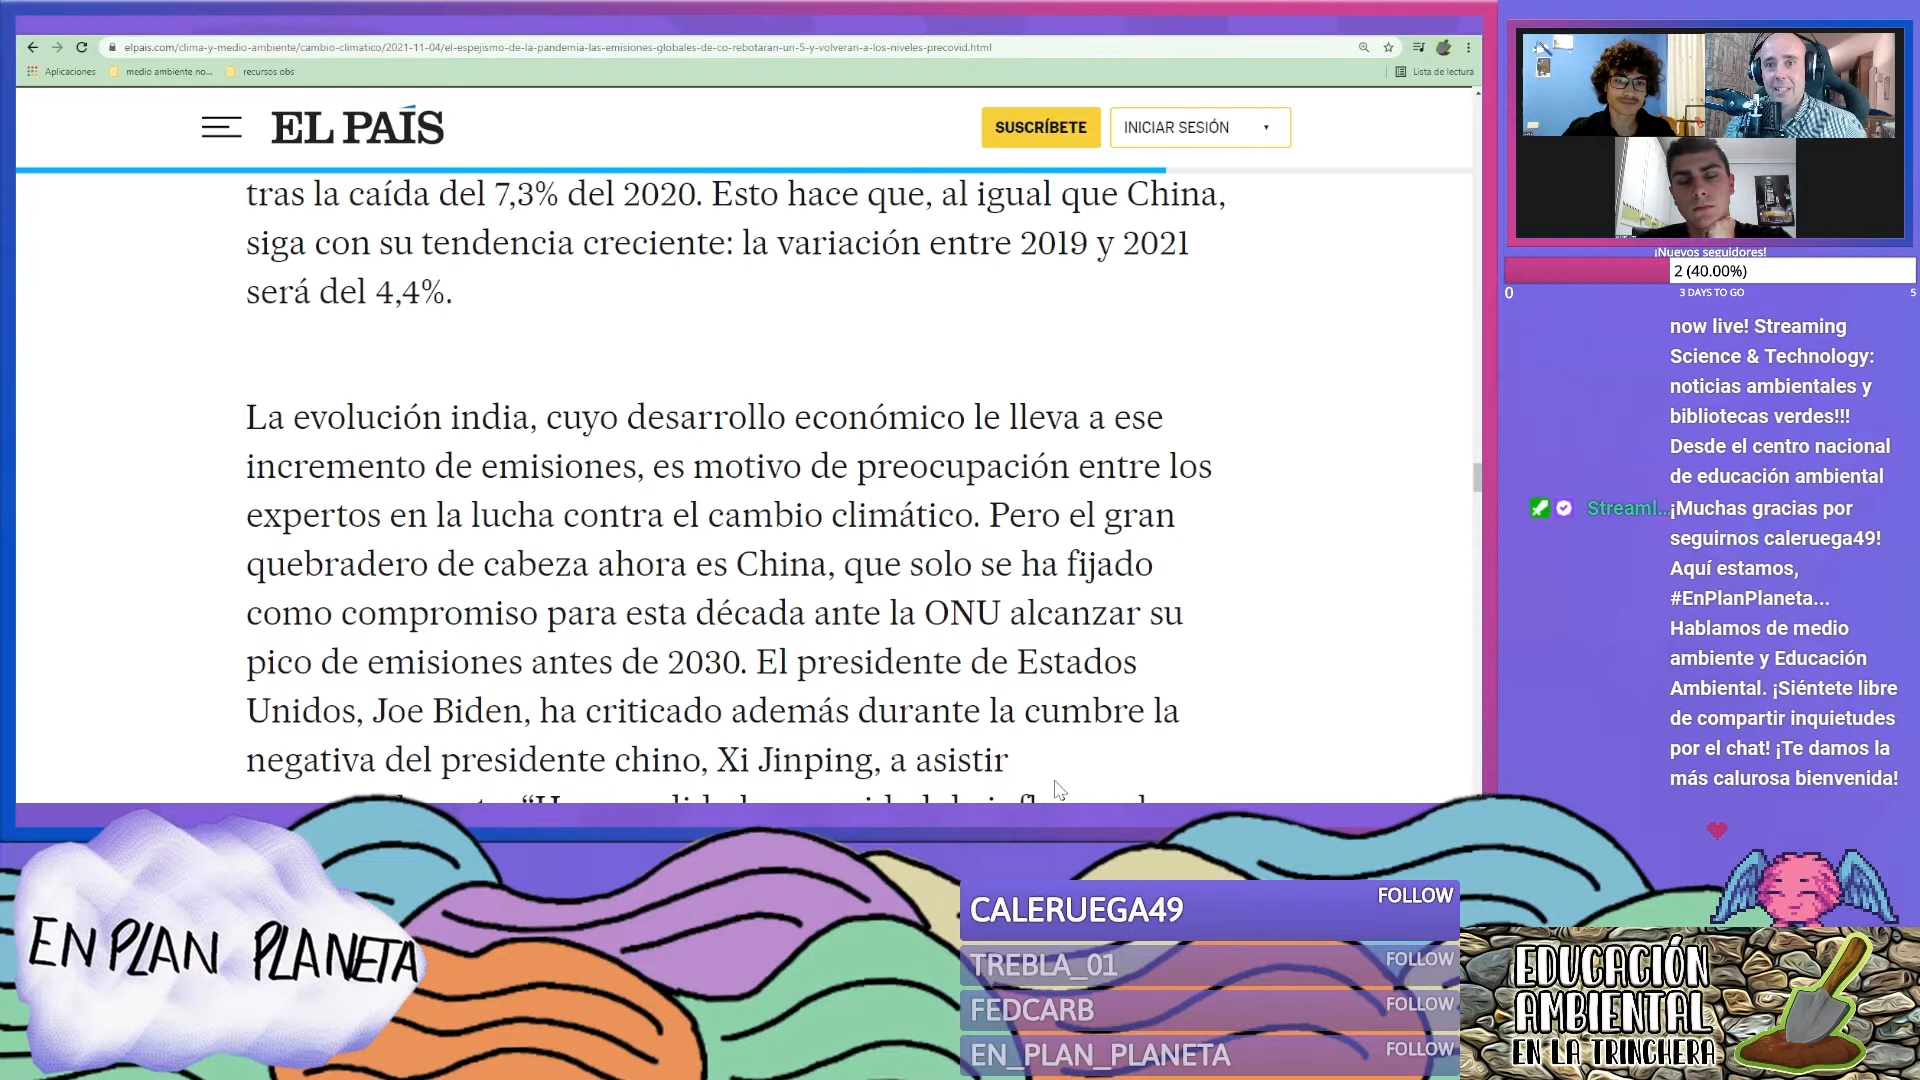 elpais.com/clima-y-medio-ambiente/cambio-climatico/2021-11-04/el-espejismo-de-la-pandemia-las-emisiones-globales-de-co-rebotaran-un-5-y-volveran-a-los-niveles-precovid.html
Aplicaciones
medio ambiente no...
recursos obs
Lista de lectura
EL PAÍS
SUSCRÍBETE
INICIAR SESIÓN
tras la caída del 7,3% del 2020. Esto hace que, al igual que China,
siga con su tendencia creciente: la variación entre 2019 y 2021
será del 4,4%.
La evolución india, cuyo desarrollo económico le lleva a ese
incremento de emisiones, es motivo de preocupación entre los
expertos en la lucha contra el cambio climático. Pero el gran
quebradero de cabeza ahora es China, que solo se ha fijado
como compromiso para esta década ante la ONU alcanzar su
pico de emisiones antes de 2030. El presidente de Estados
Unidos, Joe Biden, ha criticado además durante la cumbre la
negativa del presidente chino, Xi Jinping, a asistir
¡Nuevos seguidores!
2 (40.00%)
0
3 DAYS TO GO
5
now live! Streaming
Science & Technology:
noticias ambientales y
bibliotecas verdes!!!
Desde el centro nacional
de educación ambiental
Streaml... ¡Muchas gracias por
seguirnos caleruega49!
Aquí estamos,
#EnPlanPlaneta...
Hablamos de medio
ambiente y Educación
Ambiental. ¡Siéntete libre
de compartir inquietudes
por el chat! ¡Te damos la
más calurosa bienvenida!
EN PLAN PLANETA
CALERUEGA49 FOLLOW
TREBLA_01 FOLLOW
FEDCARB FOLLOW
EN_PLAN_PLANETA FOLLOW
EDUCACIÓN
AMBIENTAL
EN LA TRINCHERA